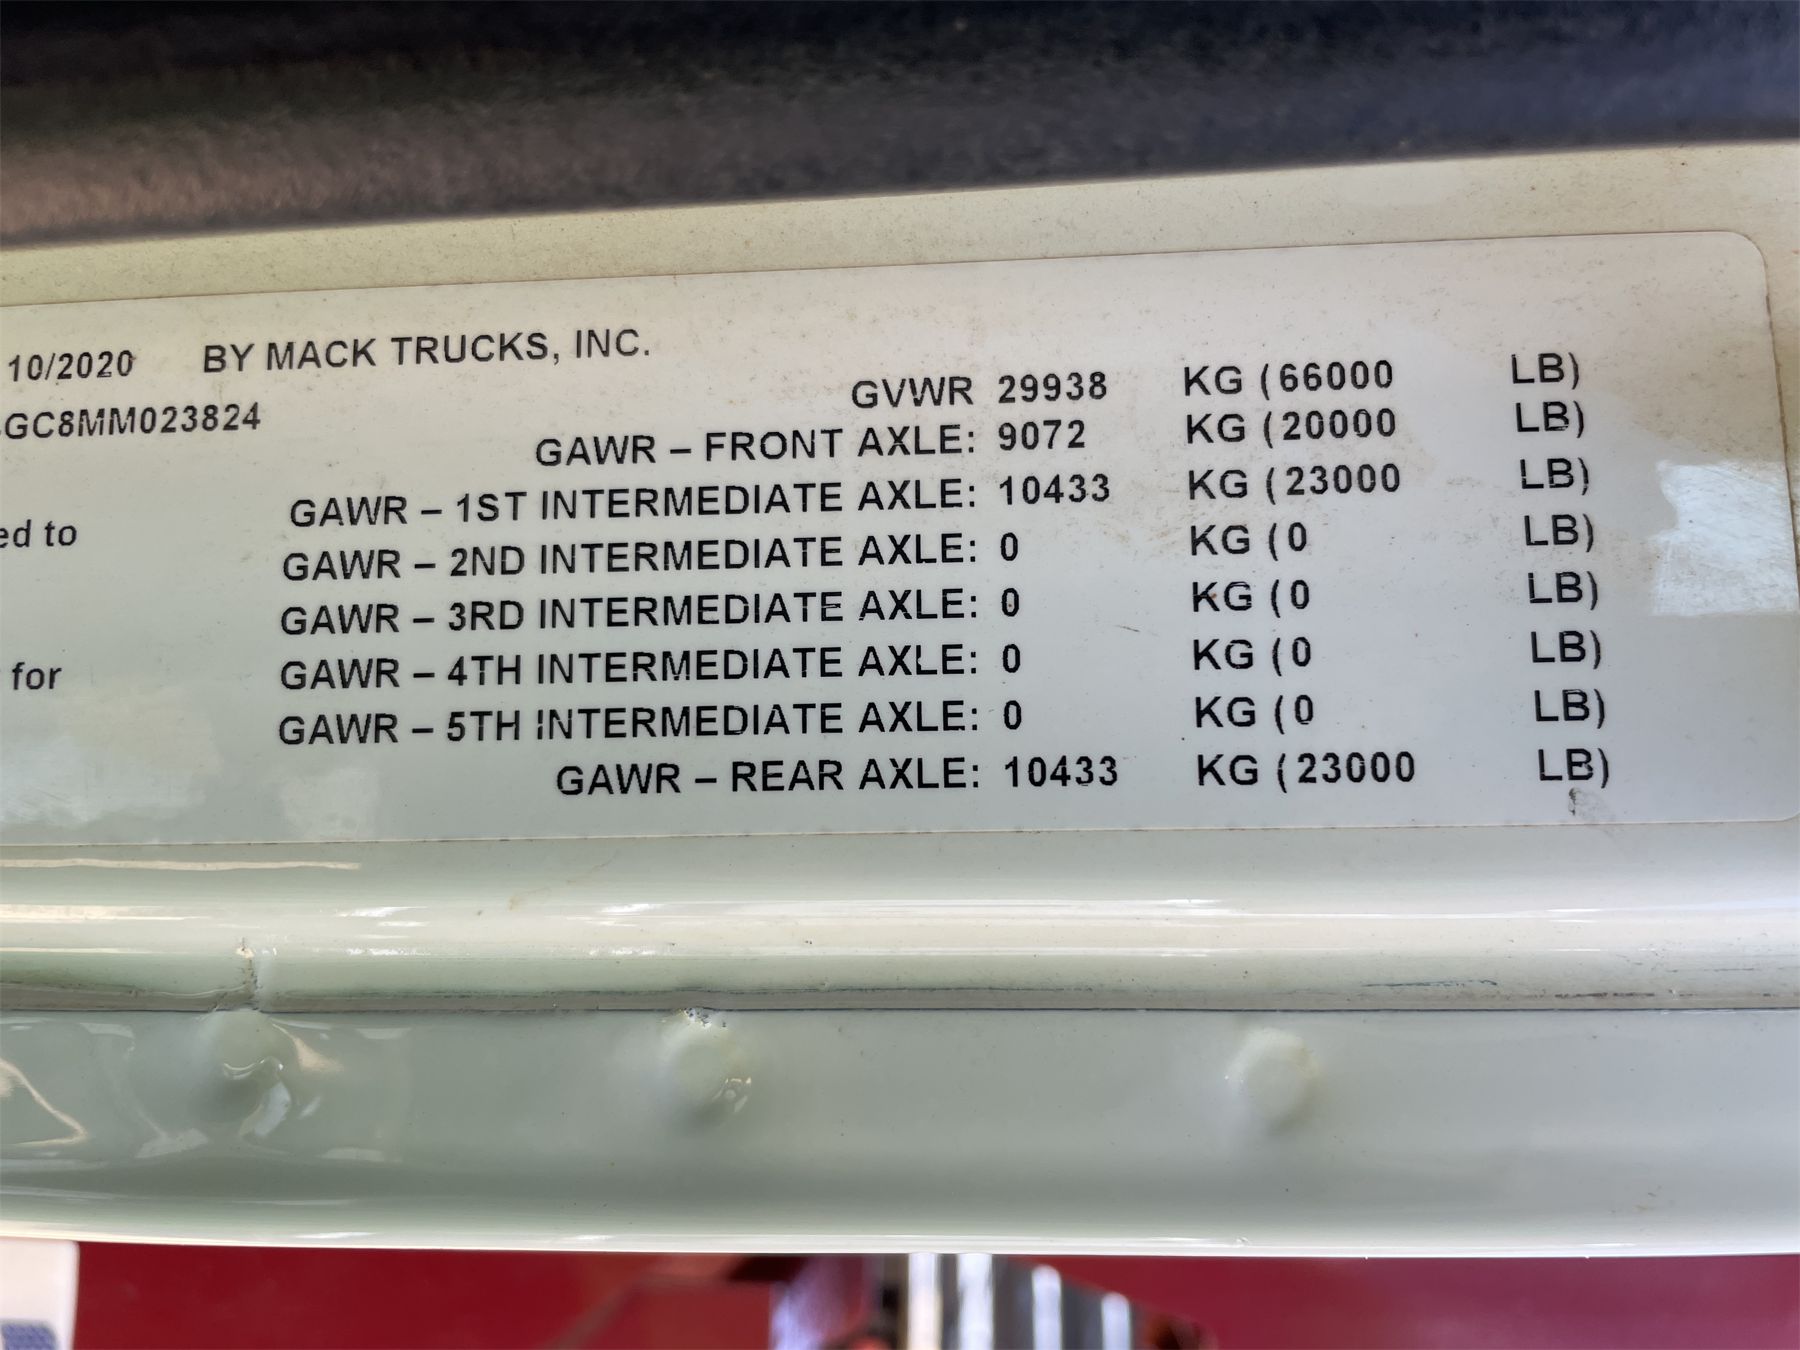 10/2020 BY MACK TRUCKS, INC.
GVWR 29938 KG (66000 LB)
GC8MM023824
GAWR – FRONT AXLE: 9072 KG (20000 LB)
GAWR – 1ST INTERMEDIATE AXLE: 10433 KG (23000 LB)
ed to
GAWR – 2ND INTERMEDIATE AXLE: 0 KG (0 LB)
GAWR – 3RD INTERMEDIATE AXLE: 0 KG (0 LB)
for
GAWR – 4TH INTERMEDIATE AXLE: 0 KG (0 LB)
GAWR – 5TH INTERMEDIATE AXLE: 0 KG (0 LB)
GAWR – REAR AXLE: 10433 KG (23000 LB)